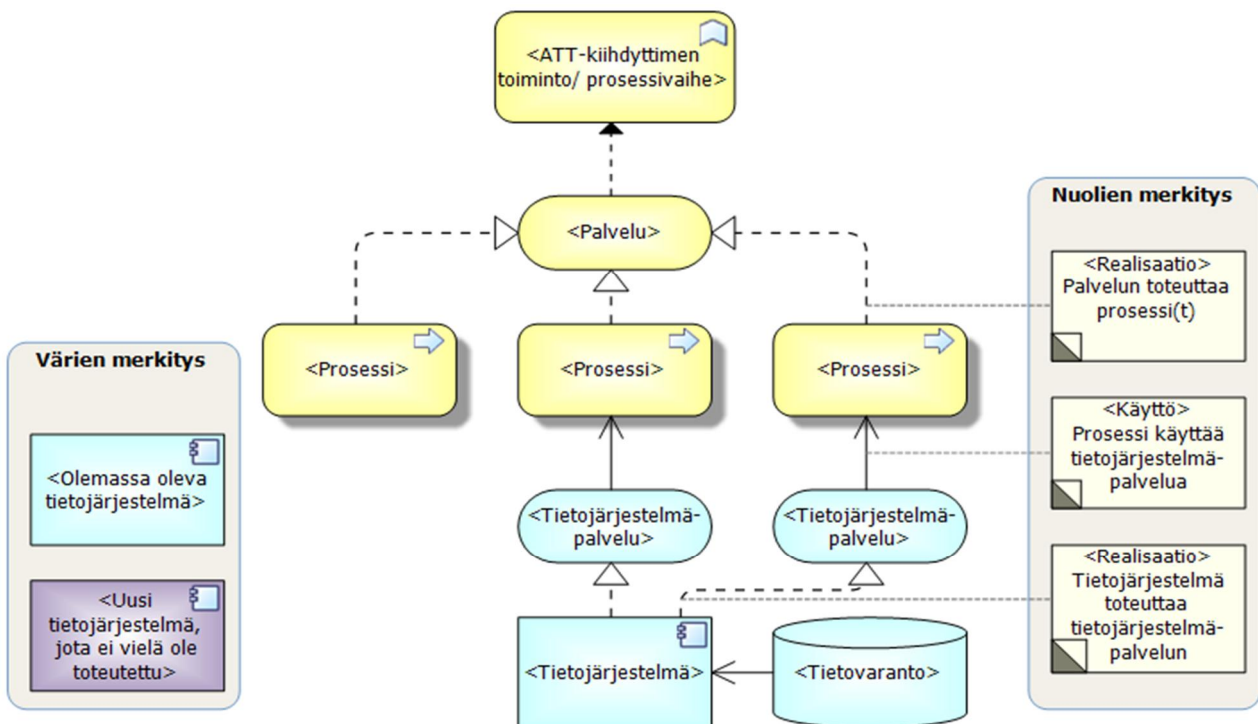 <ATT-kiihdyttimen
toiminto/ prosessivaihe>
<Palvelu>
<Prosessi>
<Prosessi>
<Prosessi>
<Tietojärjestelmä-
palvelu>
<Tietojärjestelmä-
palvelu>
<Tietojärjestelmä>
<Tietovaranto>
Värien merkitys
<Olemassa oleva
tietojärjestelmä>
<Uusi
tietojärjestelmä,
jota ei vielä ole
toteutettu>
Nuolien merkitys
<Realisaatio>
Palvelun toteuttaa
prosessi(t)
<Käyttö>
Prosessi käyttää
tietojärjestelmä-
palvelua
<Realisaatio>
Tietojärjestelmä
toteuttaa
tietojärjestelmä-
palvelun